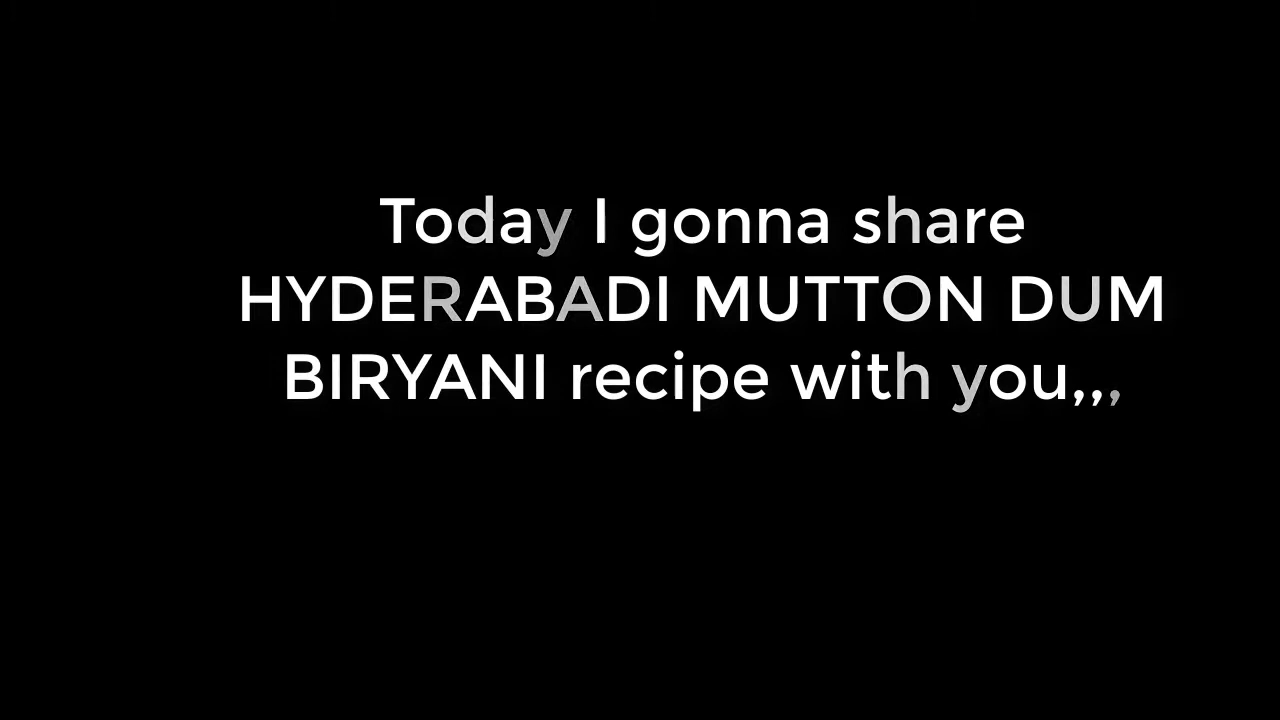 Today I gonna share
HYDERABADI MUTTON DUM
BIRYANI recipe with you,,,